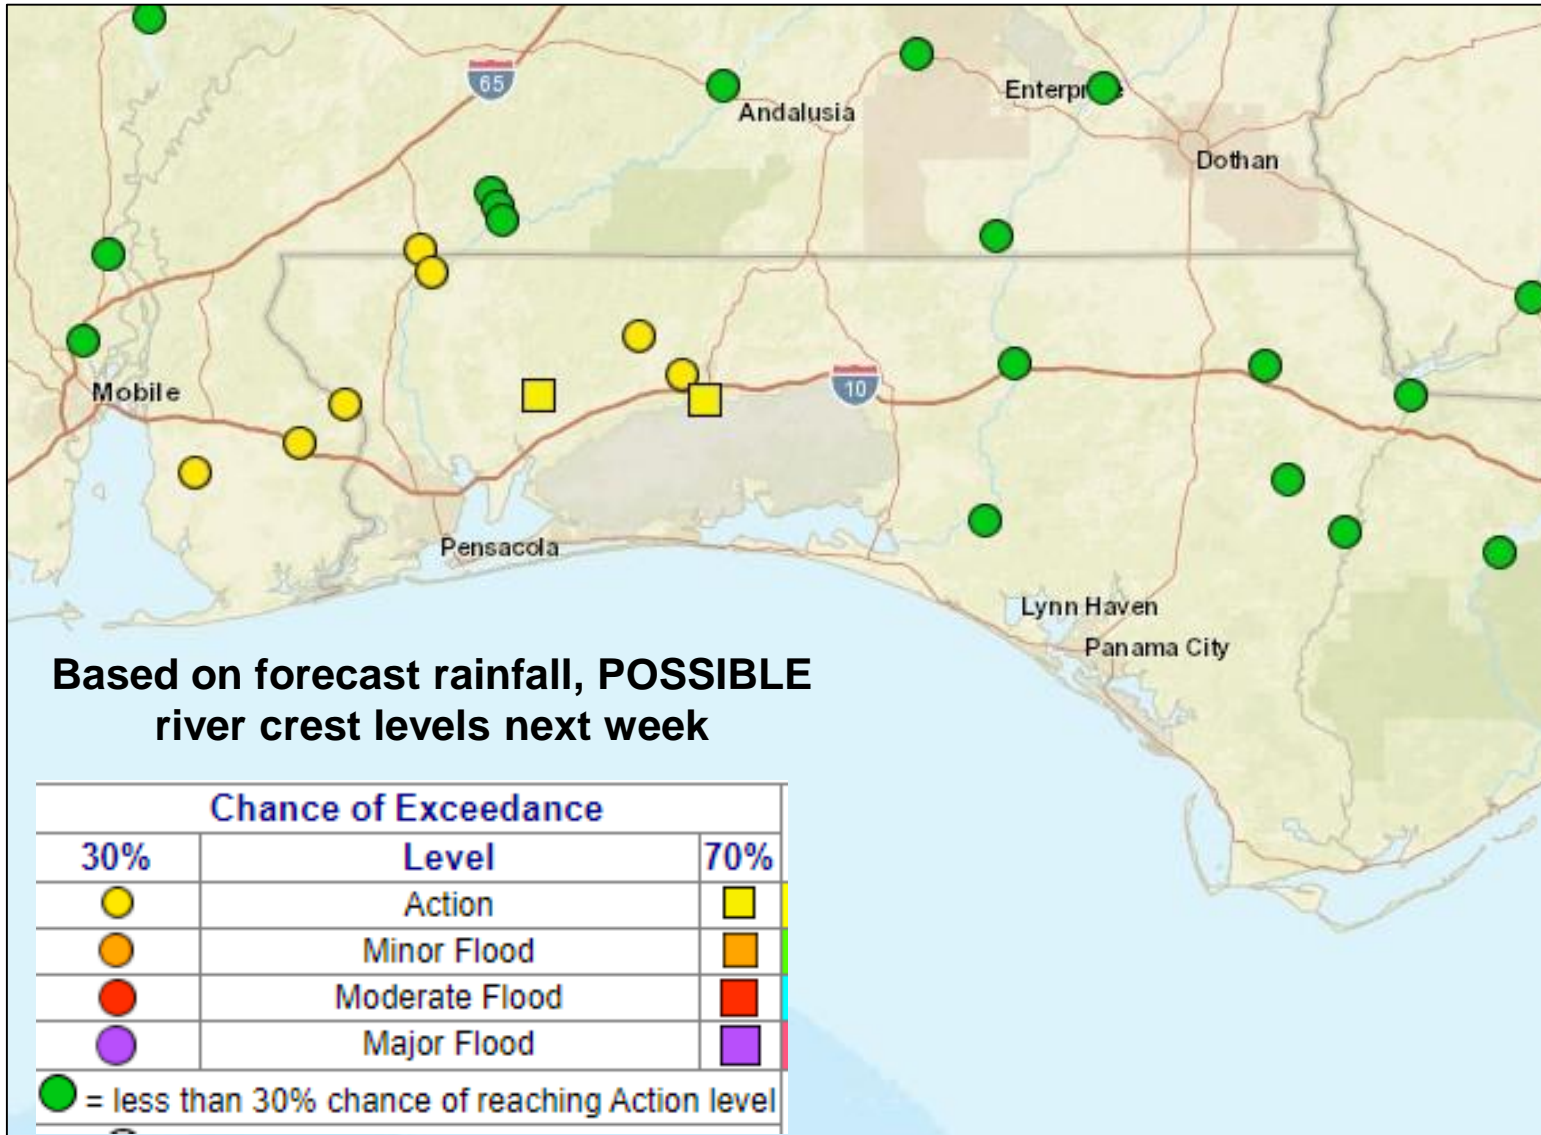 65
Andalusia
Enterpr e
Dothan
Mobile
10
Pensacola
Lynn Haven
Panama City
Based on forecast rainfall, POSSIBLE
river crest levels next week
Chance of Exceedance
30% Level 70%
Action
Minor Flood
Moderate Flood
Major Flood
= less than 30% chance of reaching Action level